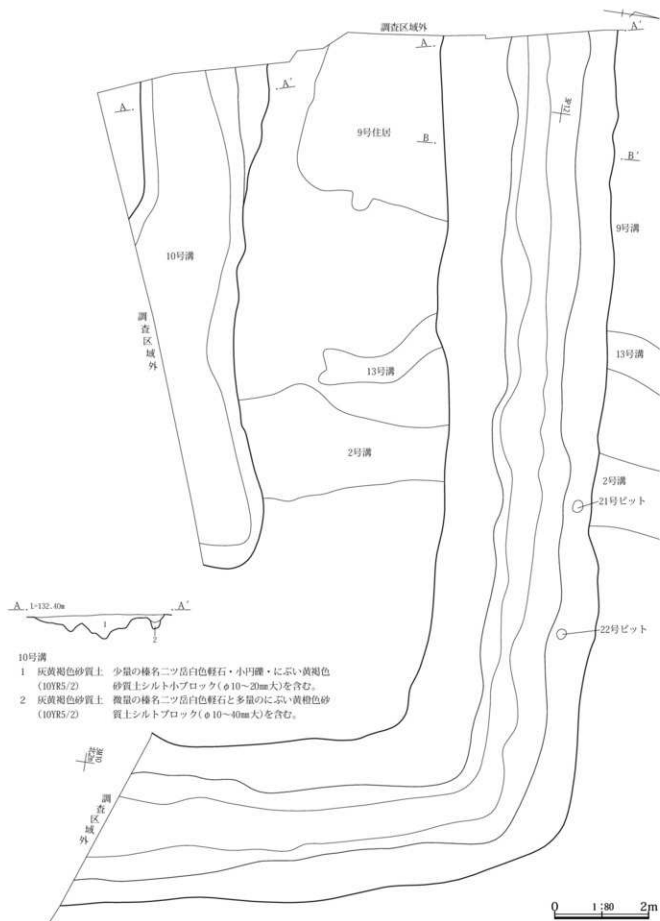 調査区域外
A
A'
3P12
A
A'
9号住居
B
B'
9号溝
10号溝
調査区域外
13号溝
13号溝
2号溝
2号溝
21号ピット
22号ピット
A L=132.40m A'
1
2
10号溝
1 灰黄褐色砂質土 少量の榛名二ツ岳白色軽石・小円礫・にぶい黄褐色
(10YR5/2) 砂質土シルト小ブロック(φ10～20㎜大)を含む。
2 灰黄褐色砂質土 微量の榛名二ツ岳白色軽石と多量のにぶい黄橙色砂
(10YR5/2) 質土シルトブロック(φ10～40㎜大)を含む。
調査区域外
0 1:80 2m